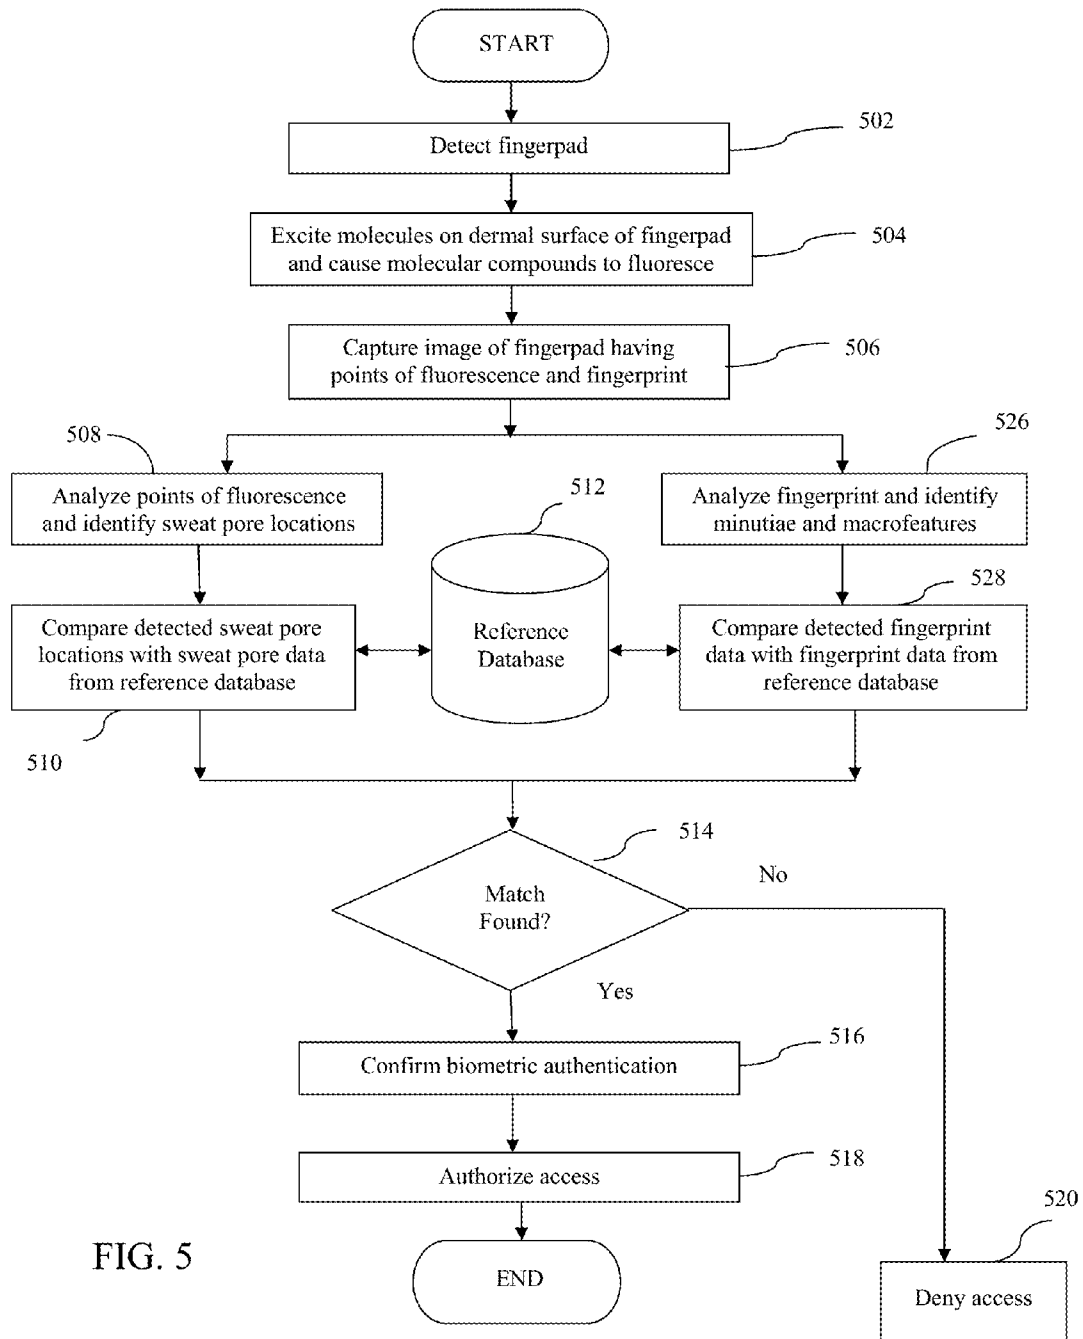 START
502
Detect fingerpad
504
Excite molecules on dermal surface of fingerpad
and cause molecular compounds to fluoresce
506
Capture image of fingerpad having
points of fluorescence and fingerprint
508
526
Analyze points of fluorescence
and identify sweat pore locations
512
Analyze fingerprint and identify
minutiae and macrofeatures
528
Compare detected sweat pore
locations with sweat pore data
from reference database
Reference
Database
Compare detected fingerprint
data with fingerprint data from
reference database
510
514
No
Match
Found?
Yes
516
Confirm biometric authentication
518
Authorize access
520
FIG. 5
END
Deny access